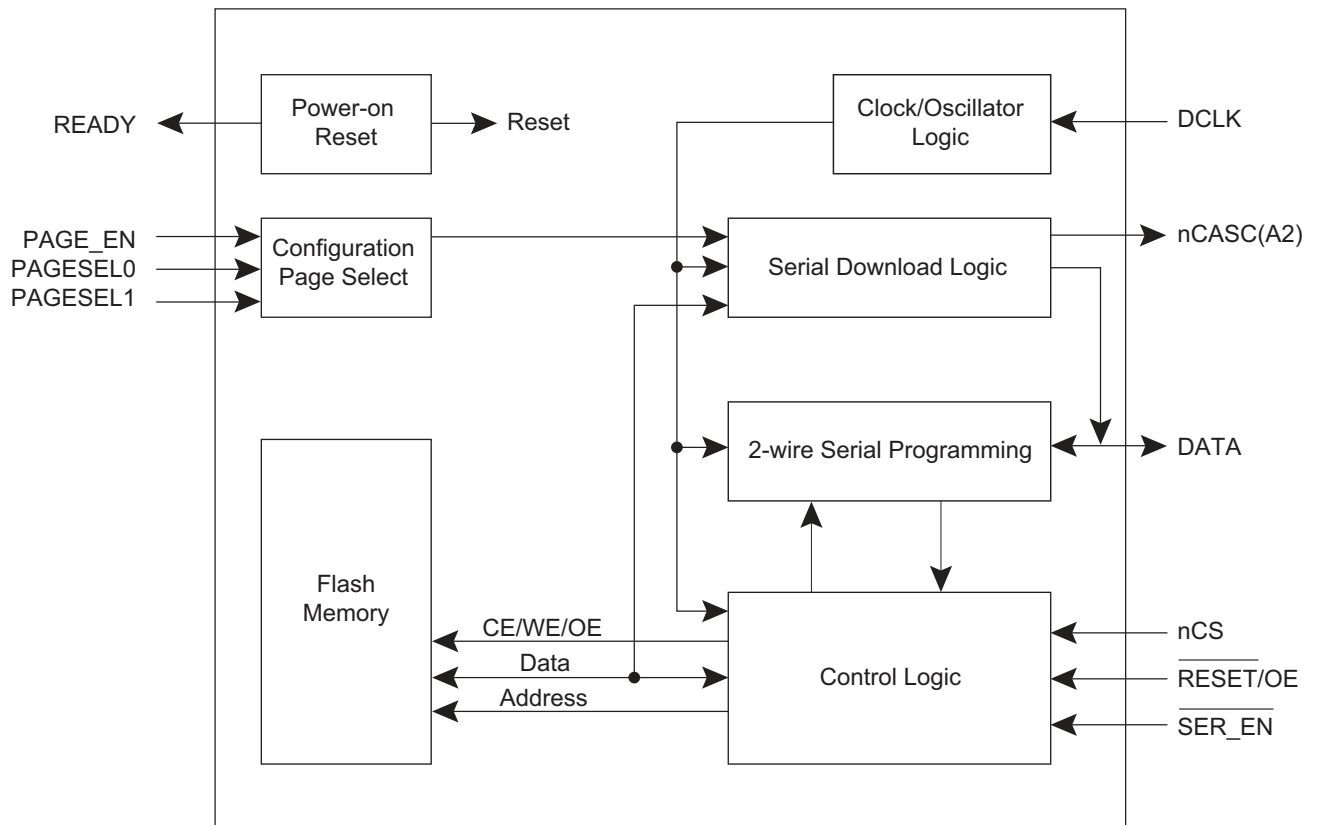 READY
Power-on
Reset
Reset
Clock/Oscillator
Logic
DCLK
PAGE_EN
PAGESEL0
PAGESEL1
Configuration
Page Select
Serial Download Logic
nCASC(A2)
2-wire Serial Programming
DATA
Flash
Memory
CE/WE/OE
Data
Address
Control Logic
nCS
RESET/OE
SER_EN